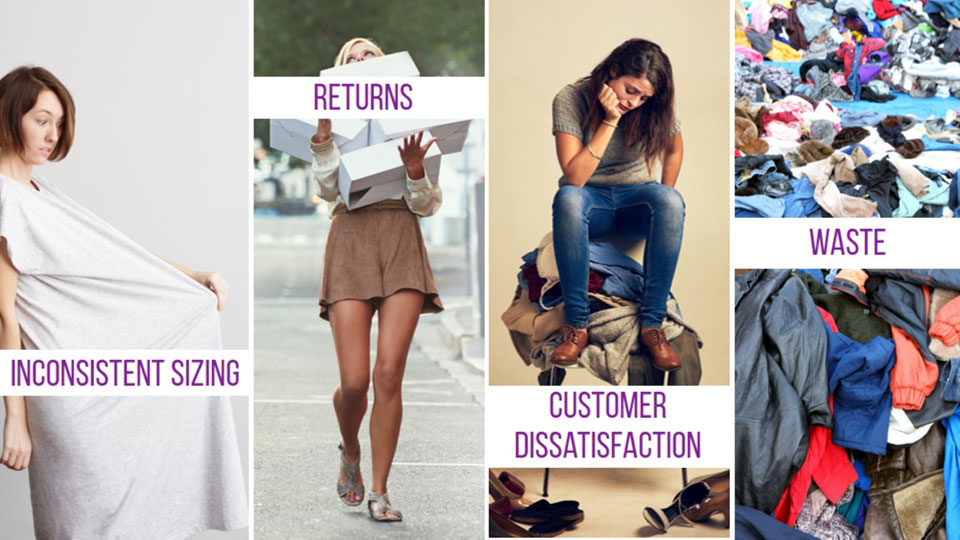 INCONSISTENT SIZING
RETURNS
CUSTOMER
DISSATISFACTION
WASTE